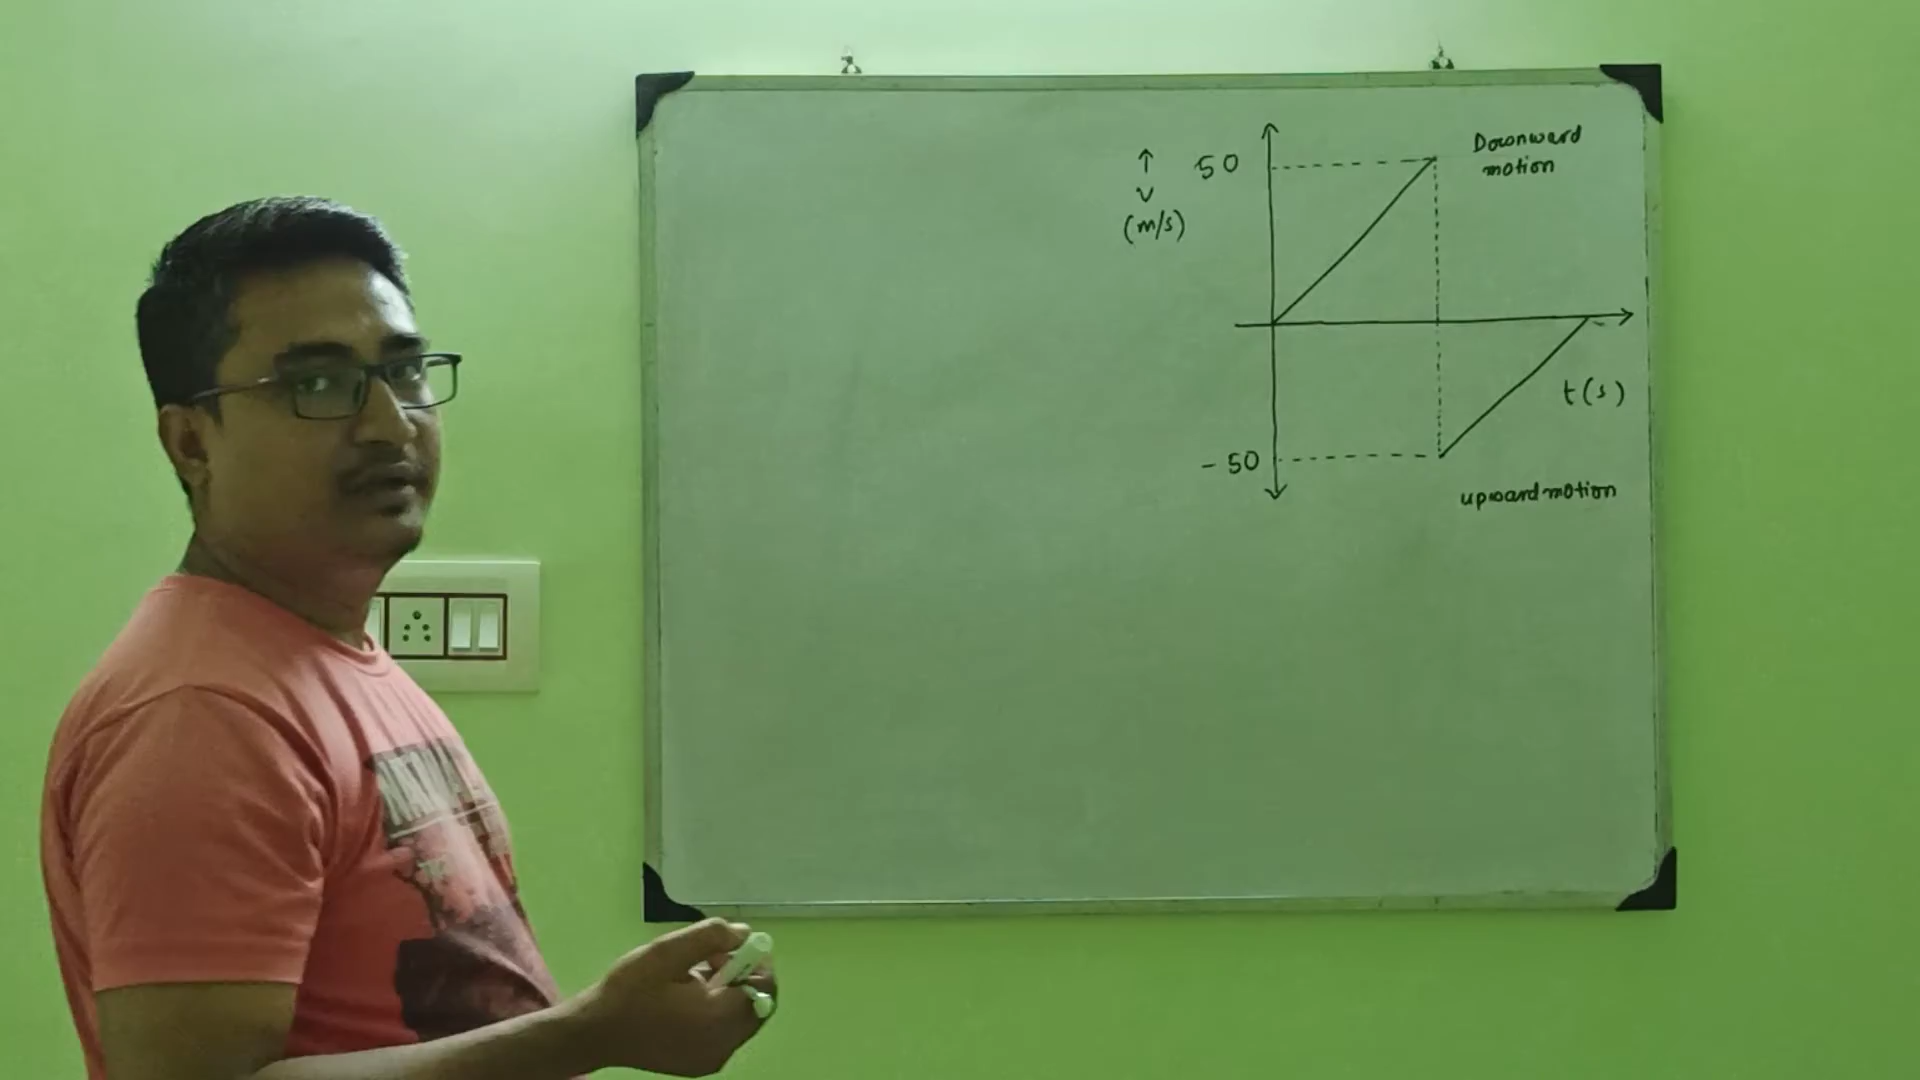 50
Downward
motion
↑
v
(m/s)
t(s)
-50
upward motion